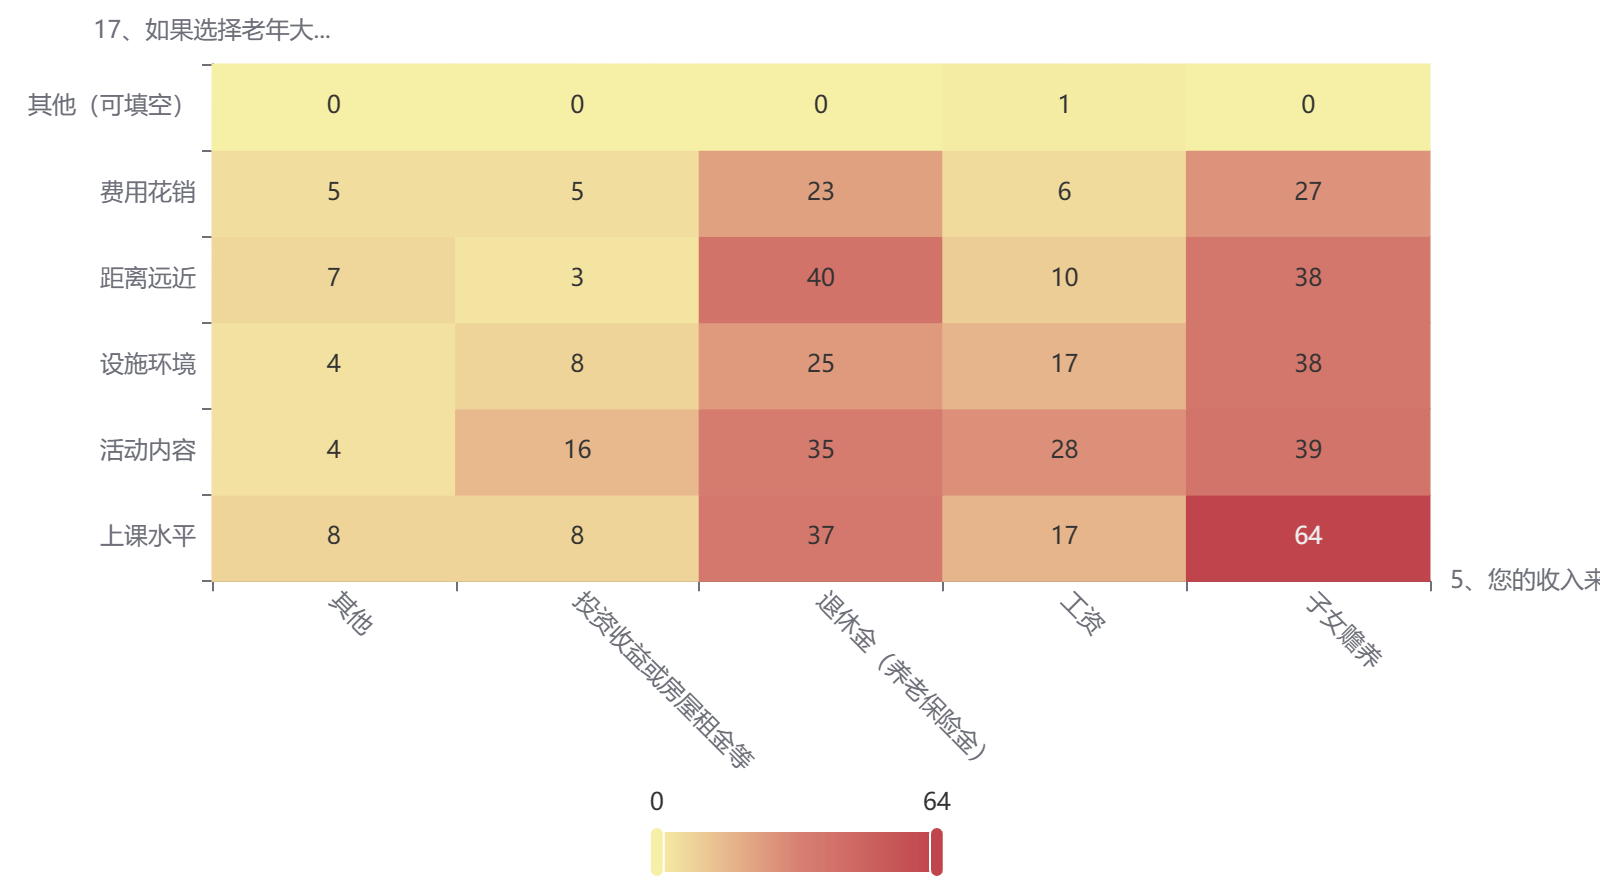 17、如果选择老年大...
其他（可填空） 0 0 0 1 0
费用花销 5 5 23 6 27
距离远近 7 3 40 10 38
设施环境 4 8 25 17 38
活动内容 4 16 35 28 39
上课水平 8 8 37 17 64
5、您的收入来
其他
投资收益或房屋租金等
退休金（养老保险金）
工资
子女赡养
0 64